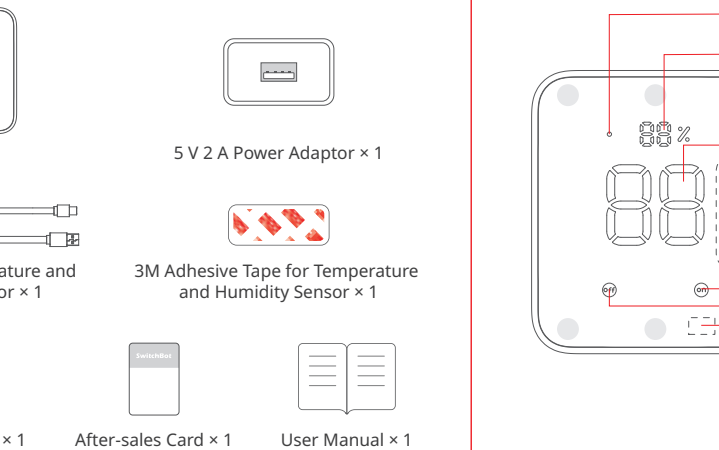 5 V 2 A Power Adaptor × 1
ature and
or × 1
3M Adhesive Tape for Temperature
and Humidity Sensor × 1
SwitchBot
× 1
After-sales Card × 1
User Manual × 1
88%
88
off
on